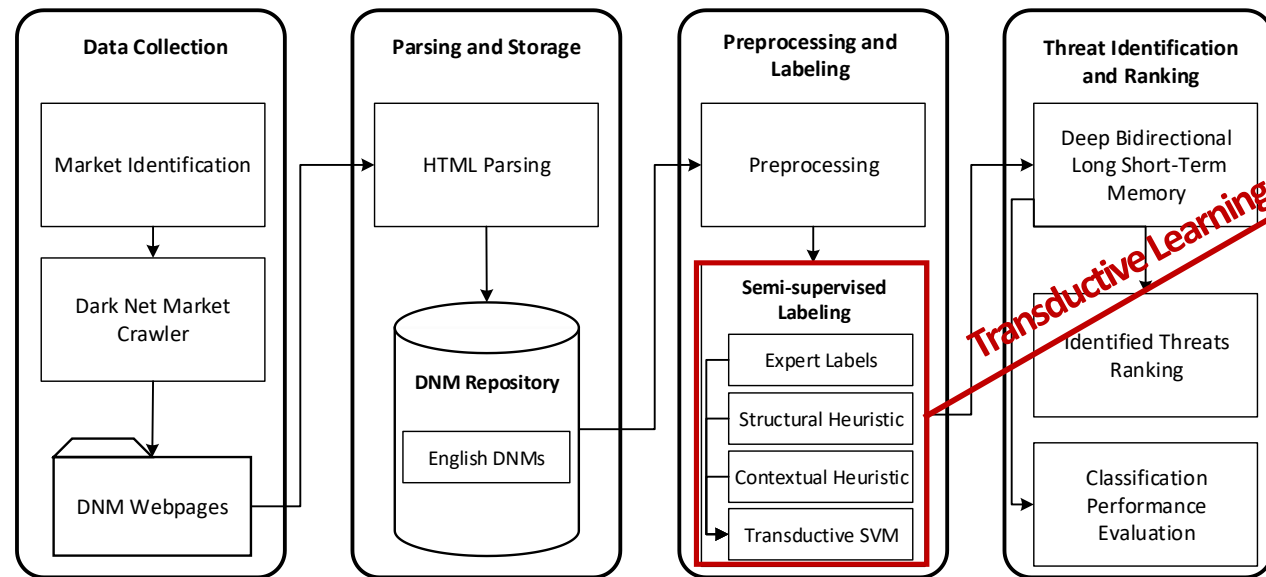 Data Collection
Market Identification
Dark Net Market
Crawler
DNM Webpages
Parsing and Storage
HTML Parsing
DNM Repository
English DNMs
Preprocessing and
Labeling
Preprocessing
Semi-supervised
Labeling
Expert Labels
Structural Heuristic
Contextual Heuristic
Transductive SVM
Threat Identification
and Ranking
Deep Bidirectional
Long Short-Term
Memory
Transductive Learning
Identified Threats
Ranking
Classification
Performance
Evaluation